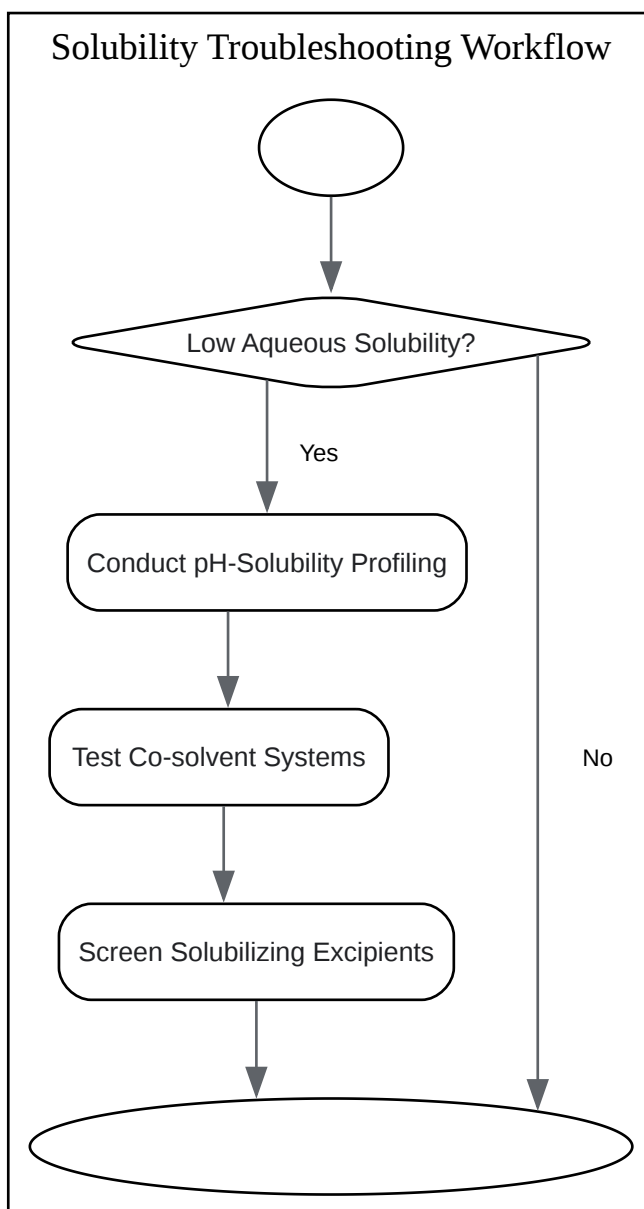 Solubility Troubleshooting Workflow
Low Aqueous Solubility?
Yes
Conduct pH-Solubility Profiling
Test Co-solvent Systems
No
Screen Solubilizing Excipients